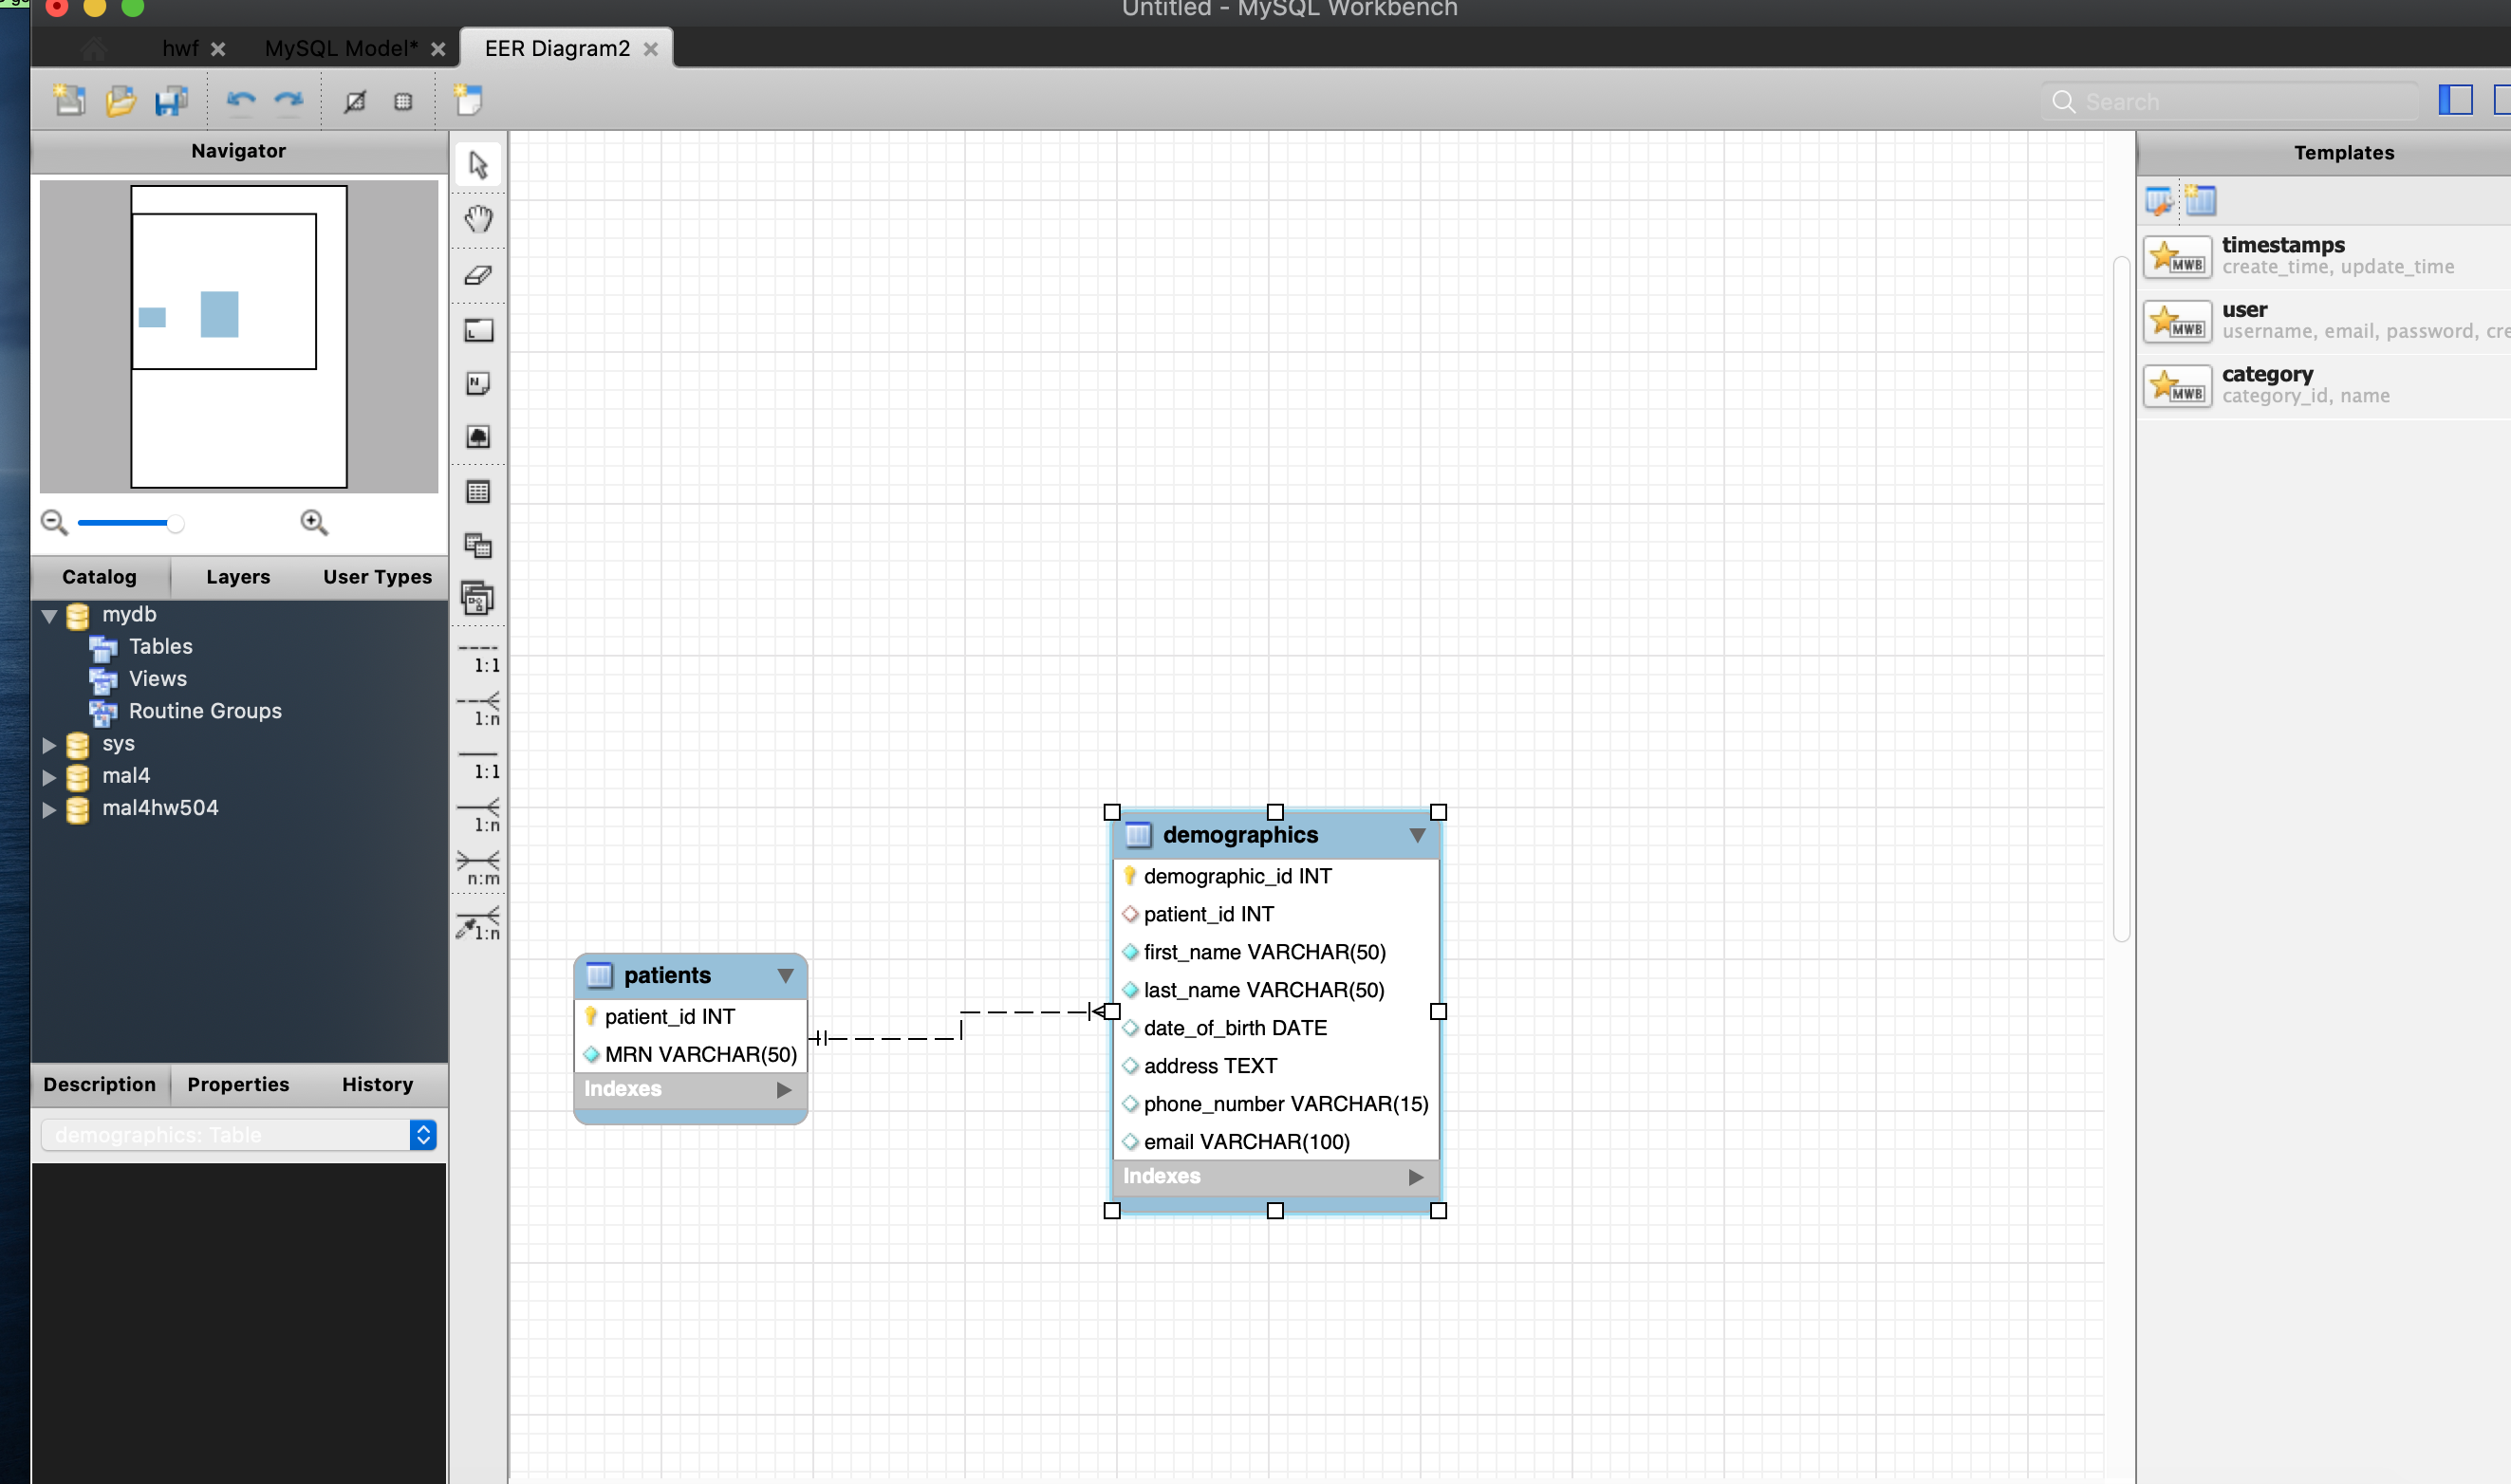 Untitled - MySQL Workbench
hwf
MySQL Model*
EER Diagram2
Search
Navigator
Catalog
Layers
User Types
mydb
Tables
Views
Routine Groups
sys
mal4
mal4hw504
Description
Properties
History
demographics: Table
L
N
1:1
1:n
1:1
1:n
n:m
1:n
patients
patient_id INT
MRN VARCHAR(50)
Indexes
demographics
demographic_id INT
patient_id INT
first_name VARCHAR(50)
last_name VARCHAR(50)
date_of_birth DATE
address TEXT
phone_number VARCHAR(15)
email VARCHAR(100)
Indexes
Templates
MWB
timestamps
create_time, update_time
MWB
user
username, email, password, cre
MWB
category
category_id, name